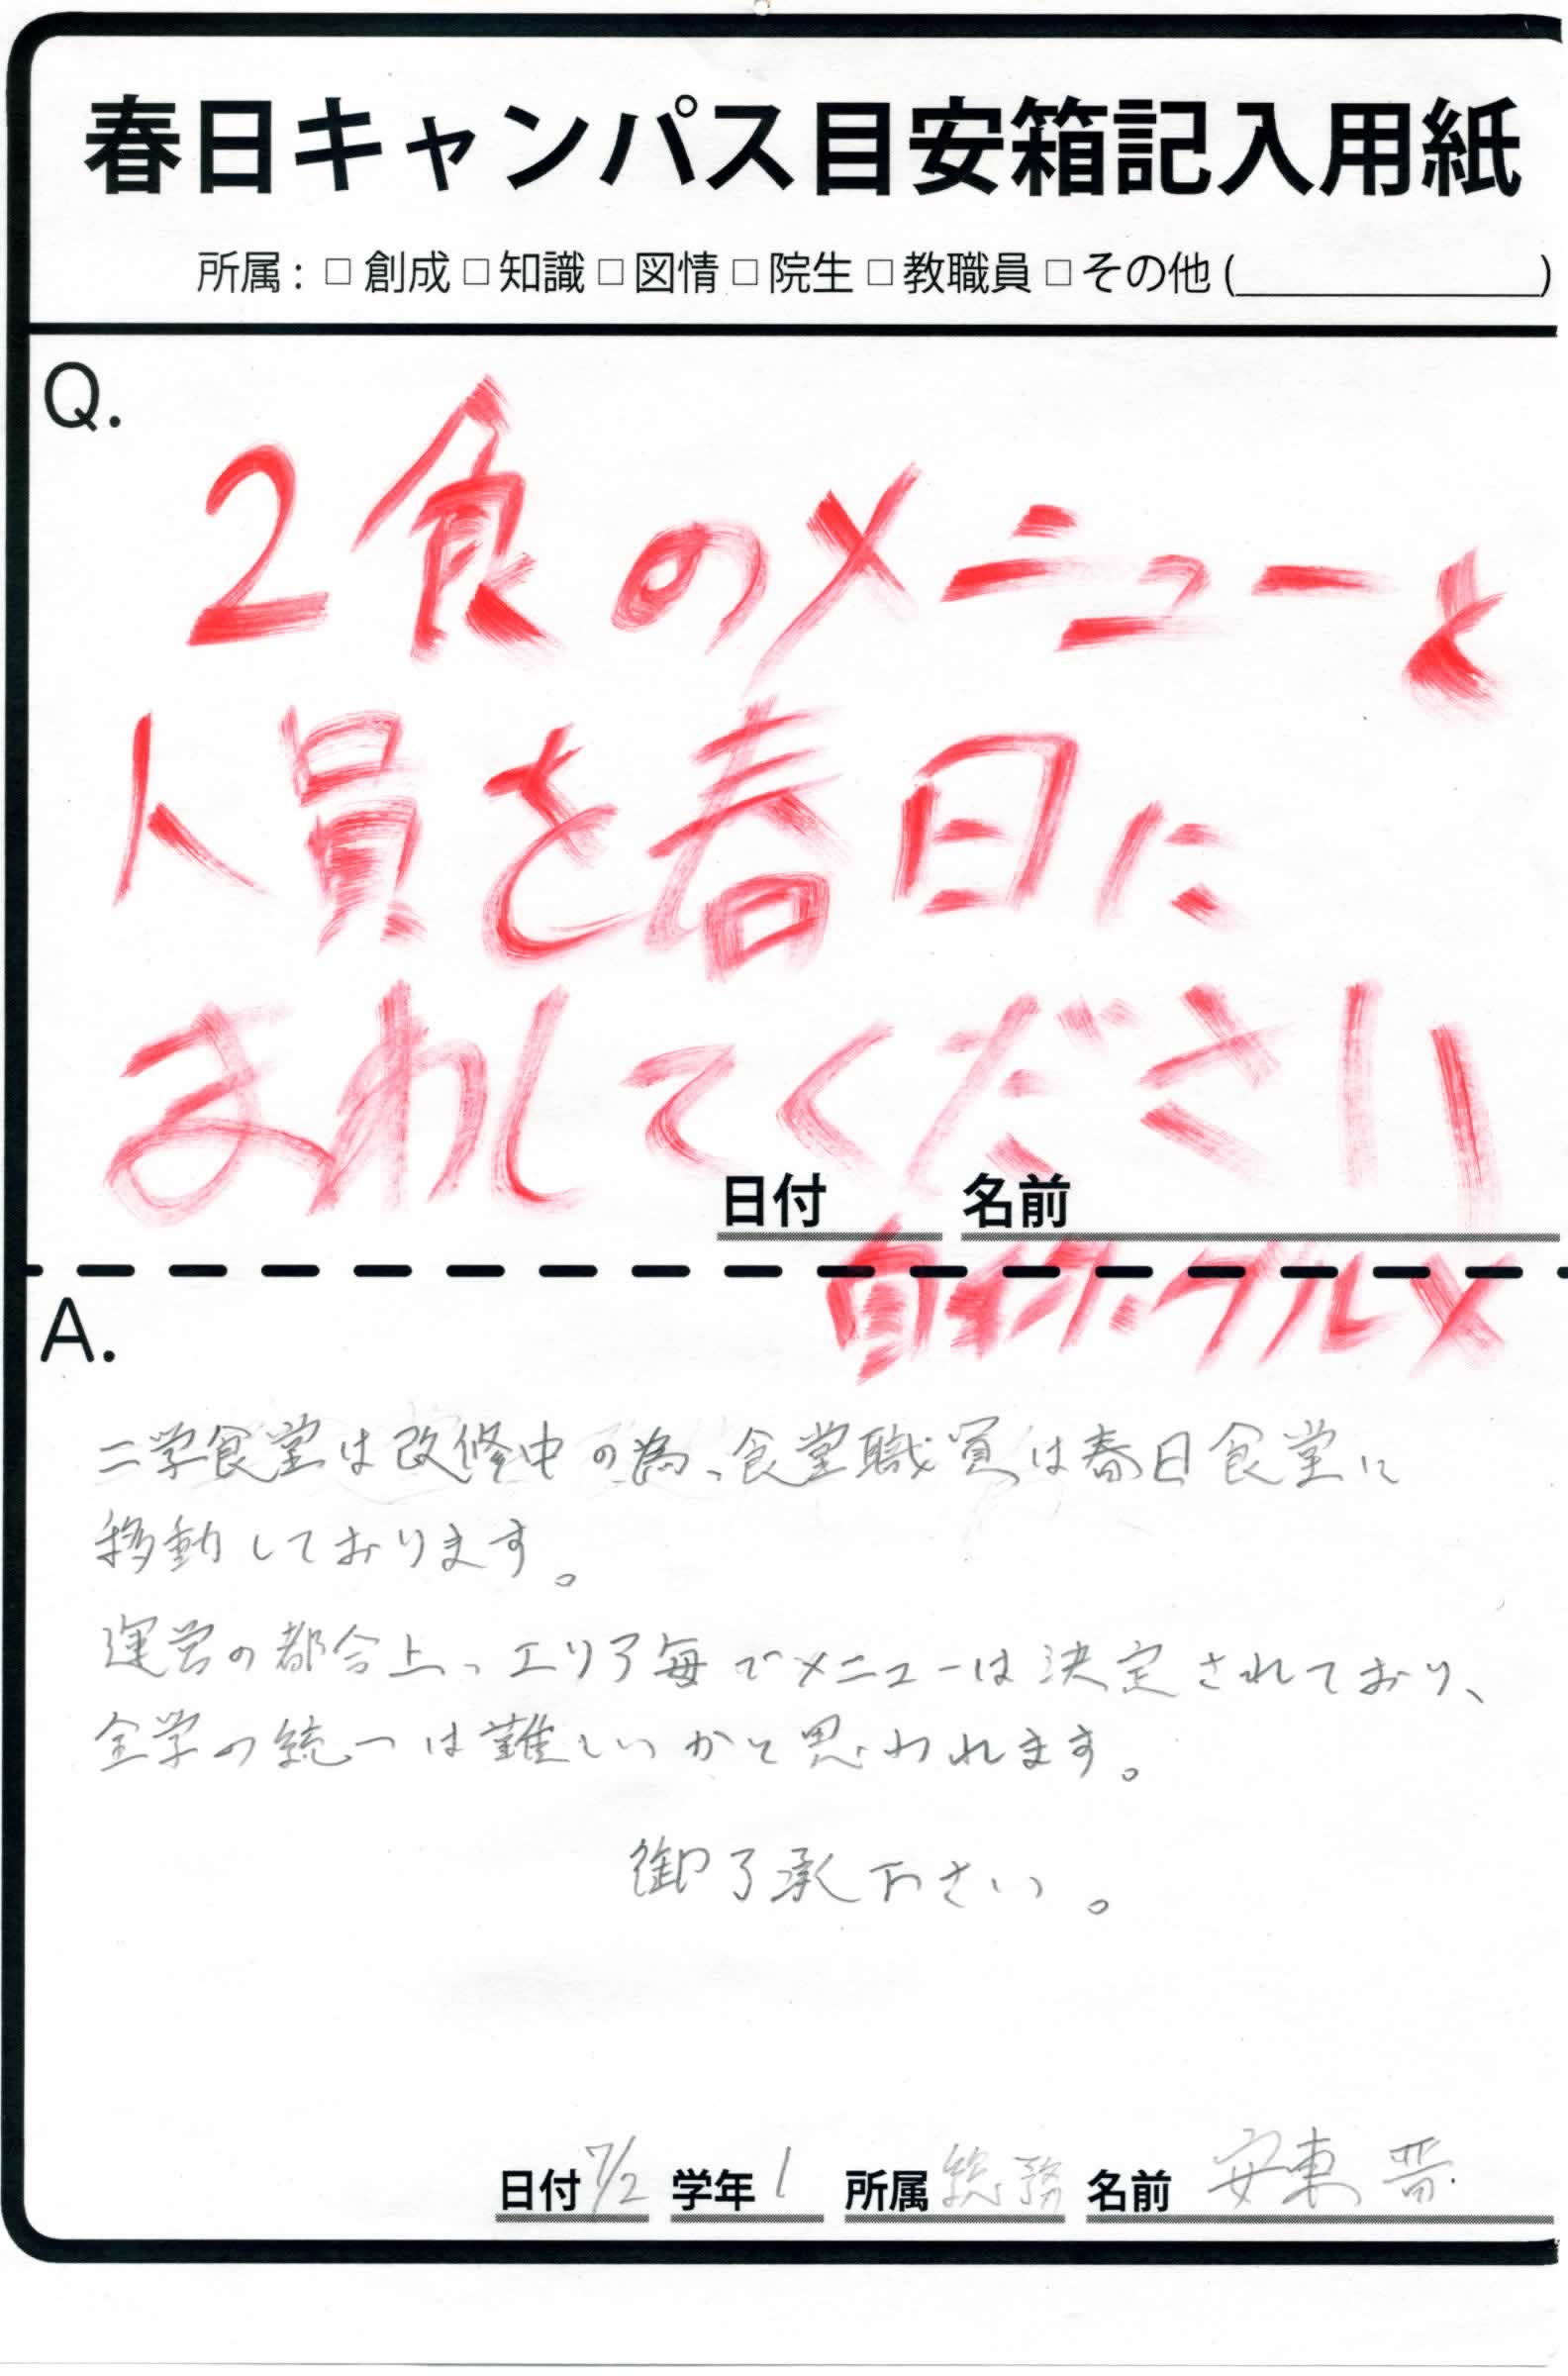 春日キャンパス目安箱記入用紙
所属 : □ 創成 □ 知識 □ 図情 □ 院生 □ 教職員 □ その他 (          )
Q.
2食のメニューと
人員を春日に
まわしてください
日付 名前
グルメ
A.
二学食堂は改修中の為、食堂職員は春日食堂に
移動しております。
運営の都合上、エリア毎でメニューは決定されており、
全学の統一は難しいかと思われます。
御了承下さい。
日付 7/2 学年 1 所属 総務 名前 安東 晋